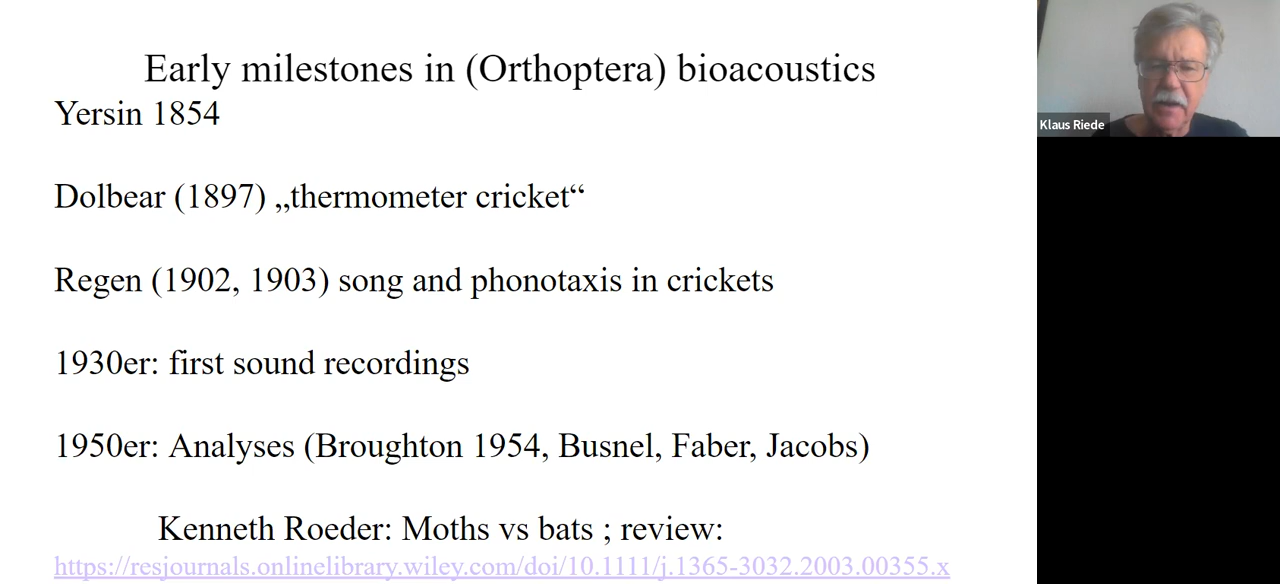 Early milestones in (Orthoptera) bioacoustics
Yersin 1854
Dolbear (1897) „thermometer cricket“
Regen (1902, 1903) song and phonotaxis in crickets
1930er: first sound recordings
1950er: Analyses (Broughton 1954, Busnel, Faber, Jacobs)
Kenneth Roeder: Moths vs bats ; review:
https://resjournals.onlinelibrary.wiley.com/doi/10.1111/j.1365-3032.2003.00355.x
Klaus Riede